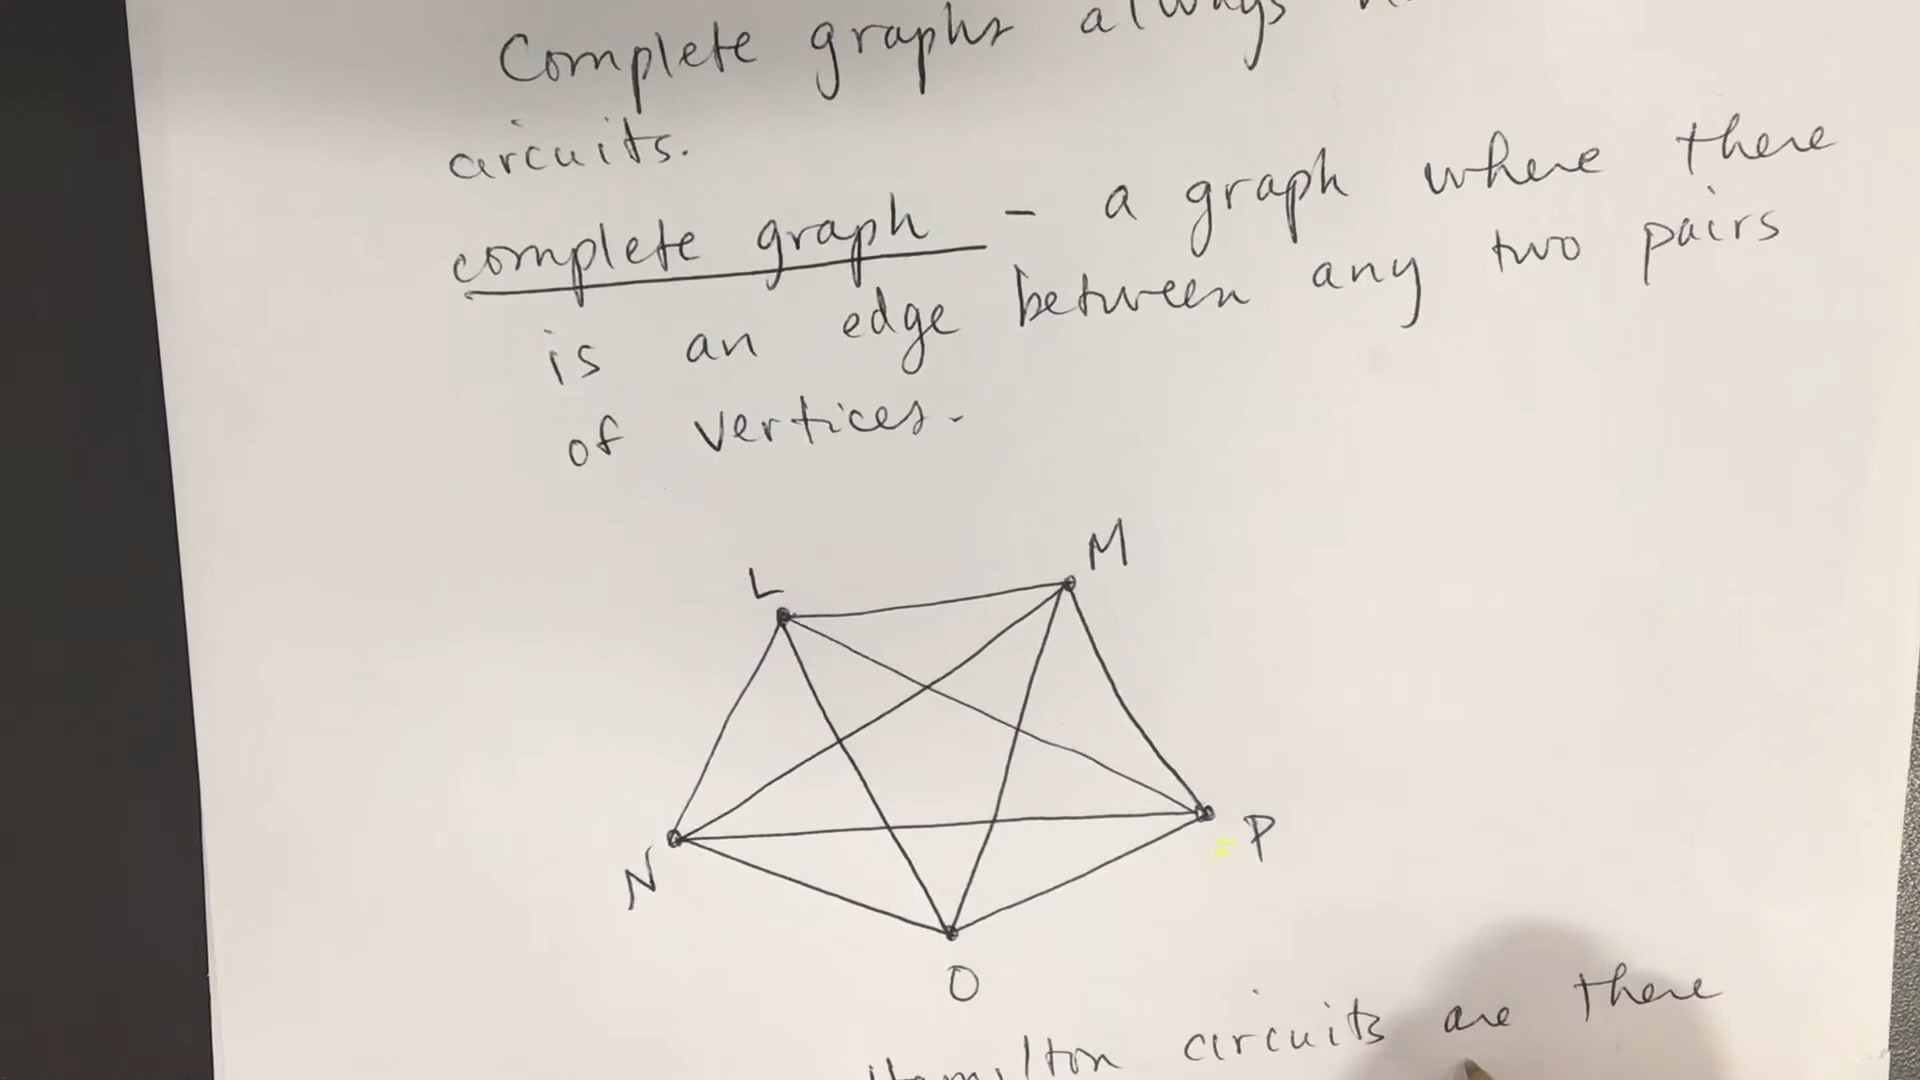 Complete graphs always
circuits.
complete graph - a graph where there
is an edge between any two pairs
of vertices.
L
M
N
P
O
Hamilton circuits are there